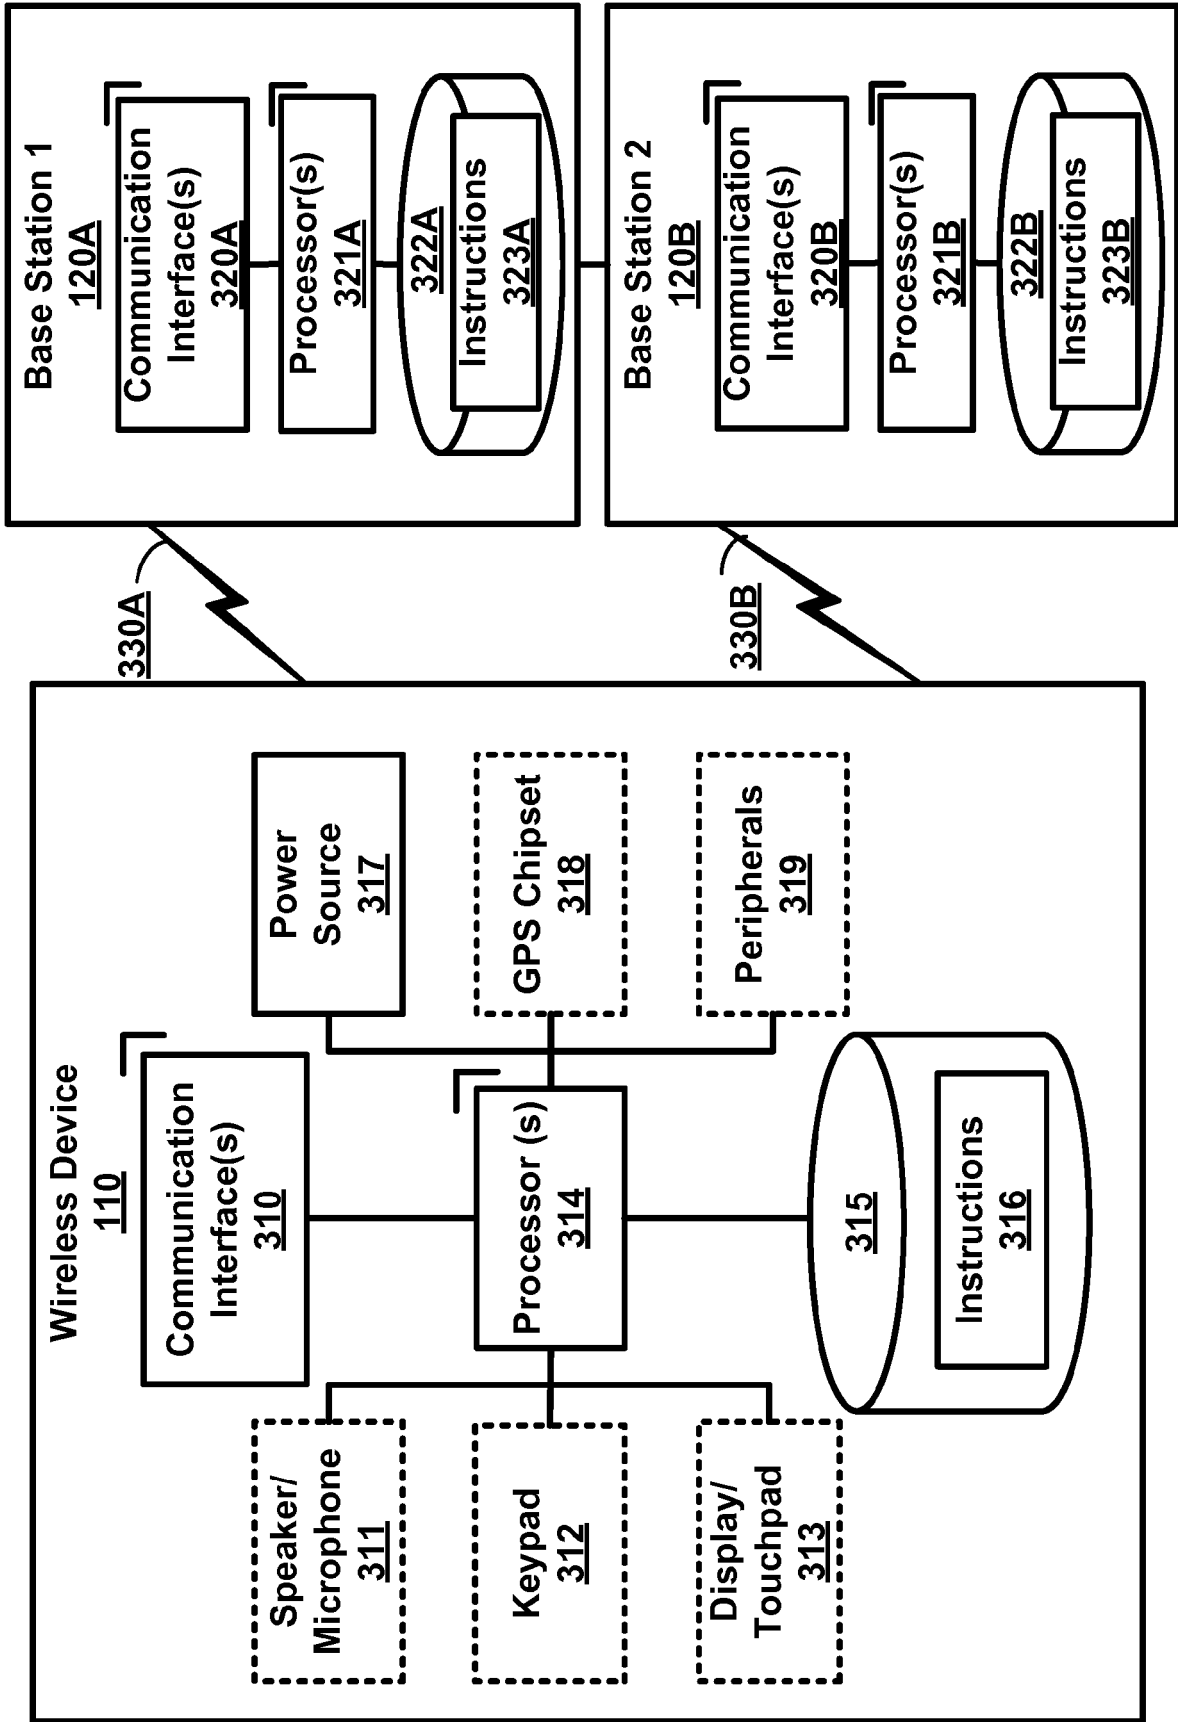 Wireless Device
110
Communication
Interface(s)
310
Speaker/
Microphone
311
Keypad
312
Display/
Touchpad
313
Processor (s)
314
Power
Source
317
GPS Chipset
318
Peripherals
319
315
Instructions
316
330A
330B
Base Station 1
120A
Communication
Interface(s)
320A
Processor(s)
321A
322A
Instructions
323A
Base Station 2
120B
Communication
Interface(s)
320B
Processor(s)
321B
322B
Instructions
323B